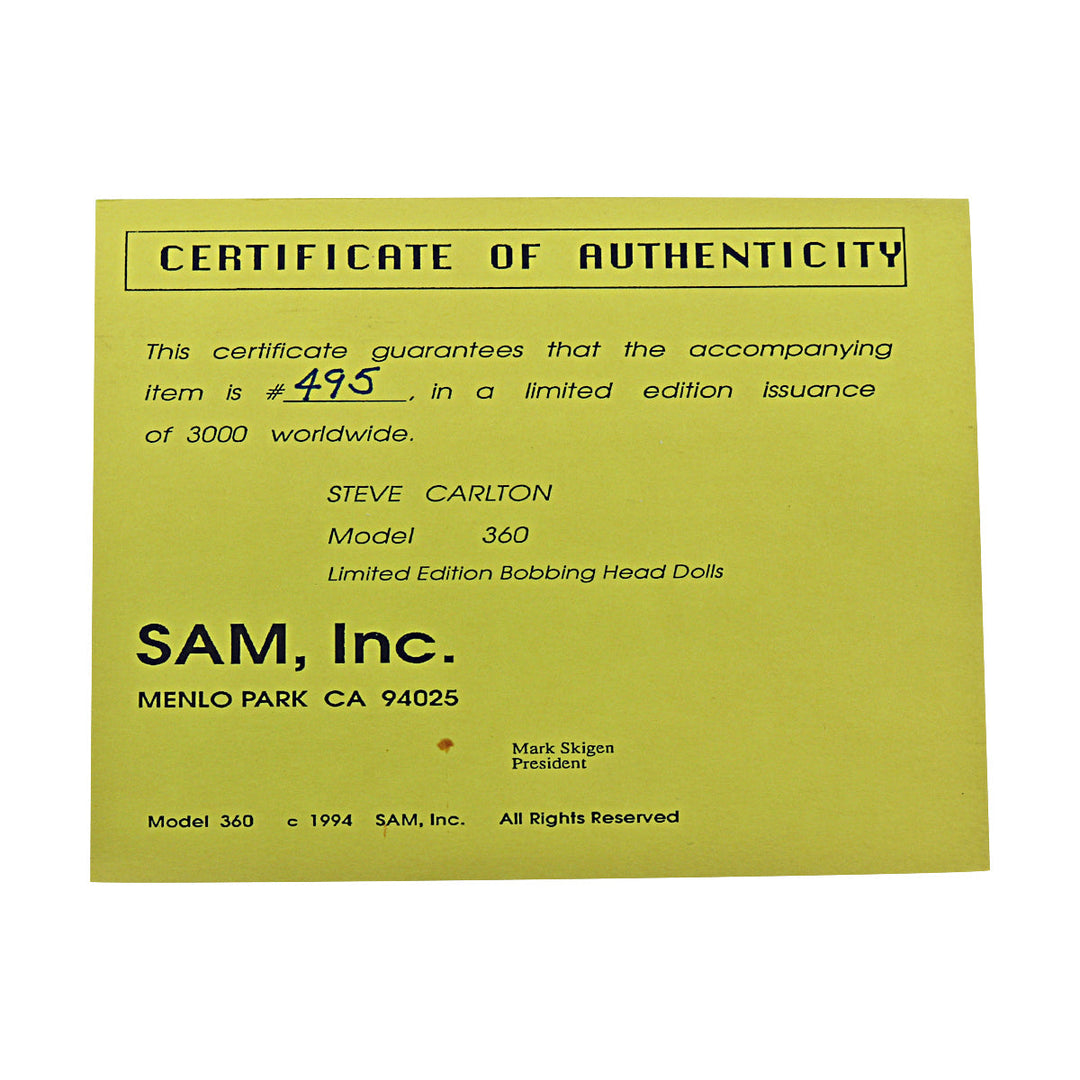 CERTIFICATE OF AUTHENTICITY
This certificate guarantees that the accompanying
item is #495, in a limited edition issuance
of 3000 worldwide.
STEVE CARLTON
Model 360
Limited Edition Bobbing Head Dolls
SAM, Inc.
MENLO PARK CA 94025
Mark Skigen
President
Model 360 c 1994 SAM, Inc. All Rights Reserved